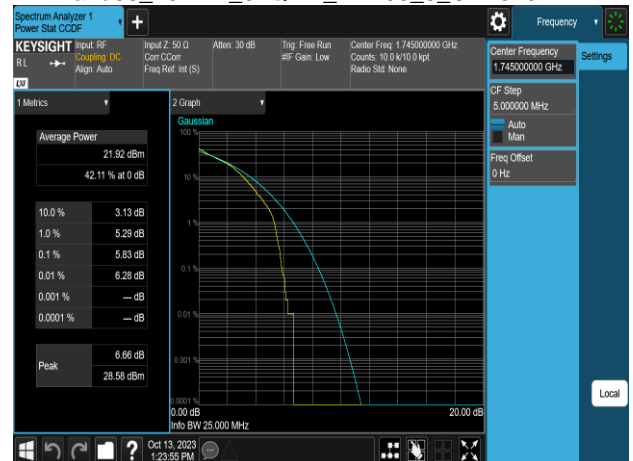 Spectrum Analyzer 1
Power Stat CCDF
Frequency
KEYSIGHT
RL
LXI
Input: RF
Coupling: DC
Align: Auto
Input Z: 50 Ω
Corr CCorr
Freq Ref: Int (S)
Atten: 30 dB
Trig: Free Run
#IF Gain: Low
Center Freq: 1.745000000 GHz
Counts: 10.0 k/10.0 kpt
Radio Std: None
Center Frequency
1.745000000 GHz
Settings
CF Step
5.000000 MHz
Auto
Man
Freq Offset
0 Hz
Local
1 Metrics
Average Power
21.92 dBm
42.11 % at 0 dB
10.0 % 3.13 dB
1.0 % 5.29 dB
0.1 % 5.83 dB
0.01 % 6.28 dB
0.001 % --- dB
0.0001 % --- dB
Peak
6.66 dB
28.58 dBm
2 Graph
Gaussian
100 %
10 %
1 %
0.1 %
0.01 %
0.001 %
0.0001 %
0.00 dB 20.00 dB
Info BW 25.000 MHz
?
Oct 13, 2023
1:23:55 PM